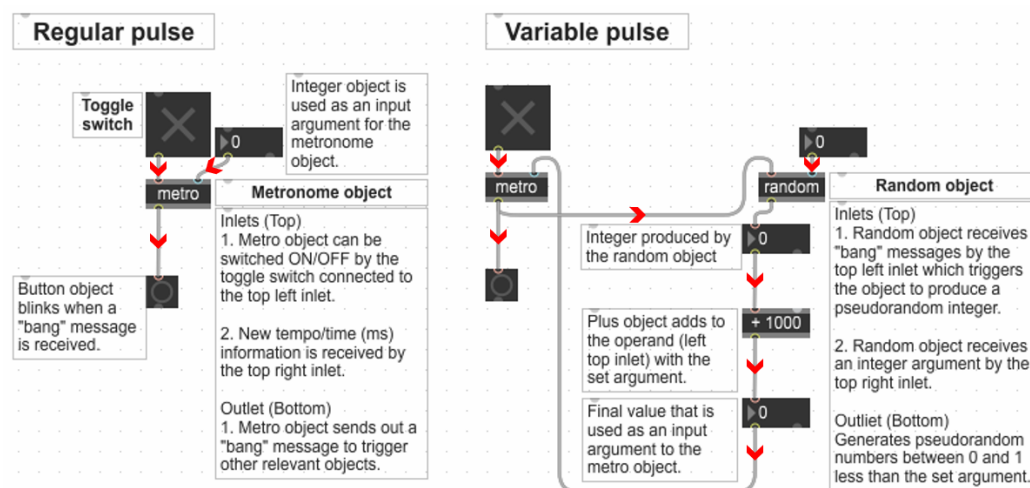 Regular pulse
Toggle
switch
0
Integer object is
used as an input
argument for the
metronome
object.
metro
Metronome object
Inlets (Top)
1. Metro object can be
switched ON/OFF by the
toggle switch connected to
the top left inlet.
2. New tempo/time (ms)
information is received by
the top right inlet.
Outlet (Bottom)
1. Metro object sends out a
"bang" message to trigger
other relevant objects.
Button object
blinks when a
"bang" message
is received.
Variable pulse
metro
0
random
Random object
Inlets (Top)
1. Random object receives
"bang" messages by the
top left inlet which triggers
the object to produce a
pseudorandom integer.
2. Random object receives
an integer argument by the
top right inlet.
Outliet (Bottom)
Generates pseudorandom
numbers between 0 and 1
less than the set argument.
Integer produced by
the random object
0
Plus object adds to
the operand (left
top inlet) with the
set argument.
+ 1000
Final value that is
used as an input
argument to the
metro object.
0